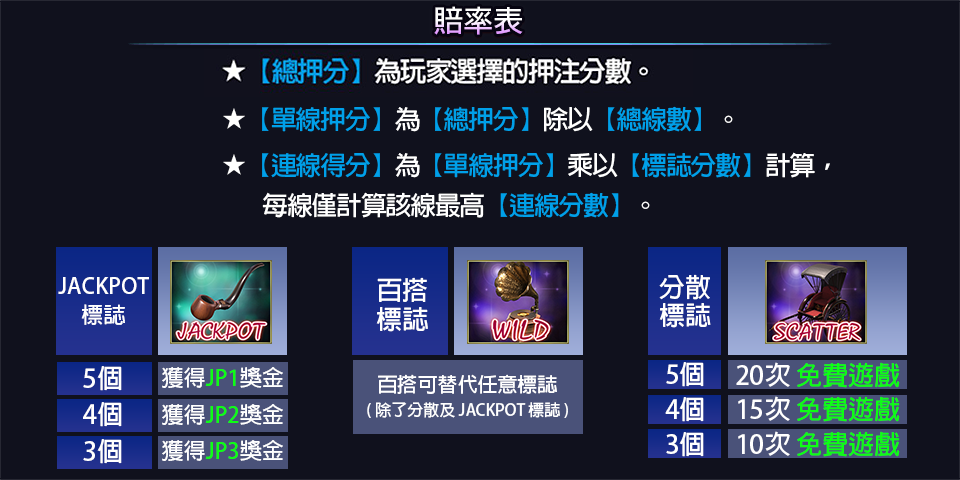 賠率表
★【總押分】為玩家選擇的押注分數。
★【單線押分】為【總押分】除以【總線數】。
★【連線得分】為【單線押分】乘以【標誌分數】計算，
每線僅計算該線最高【連線分數】。
JACKPOT
標誌
JACKPOT
5個 獲得JP1獎金
4個 獲得JP2獎金
3個 獲得JP3獎金
百搭
標誌
WILD
百搭可替代任意標誌
(除了分散及 JACKPOT 標誌)
分散
標誌
SCATTER
5個 20次 免費遊戲
4個 15次 免費遊戲
3個 10次 免費遊戲